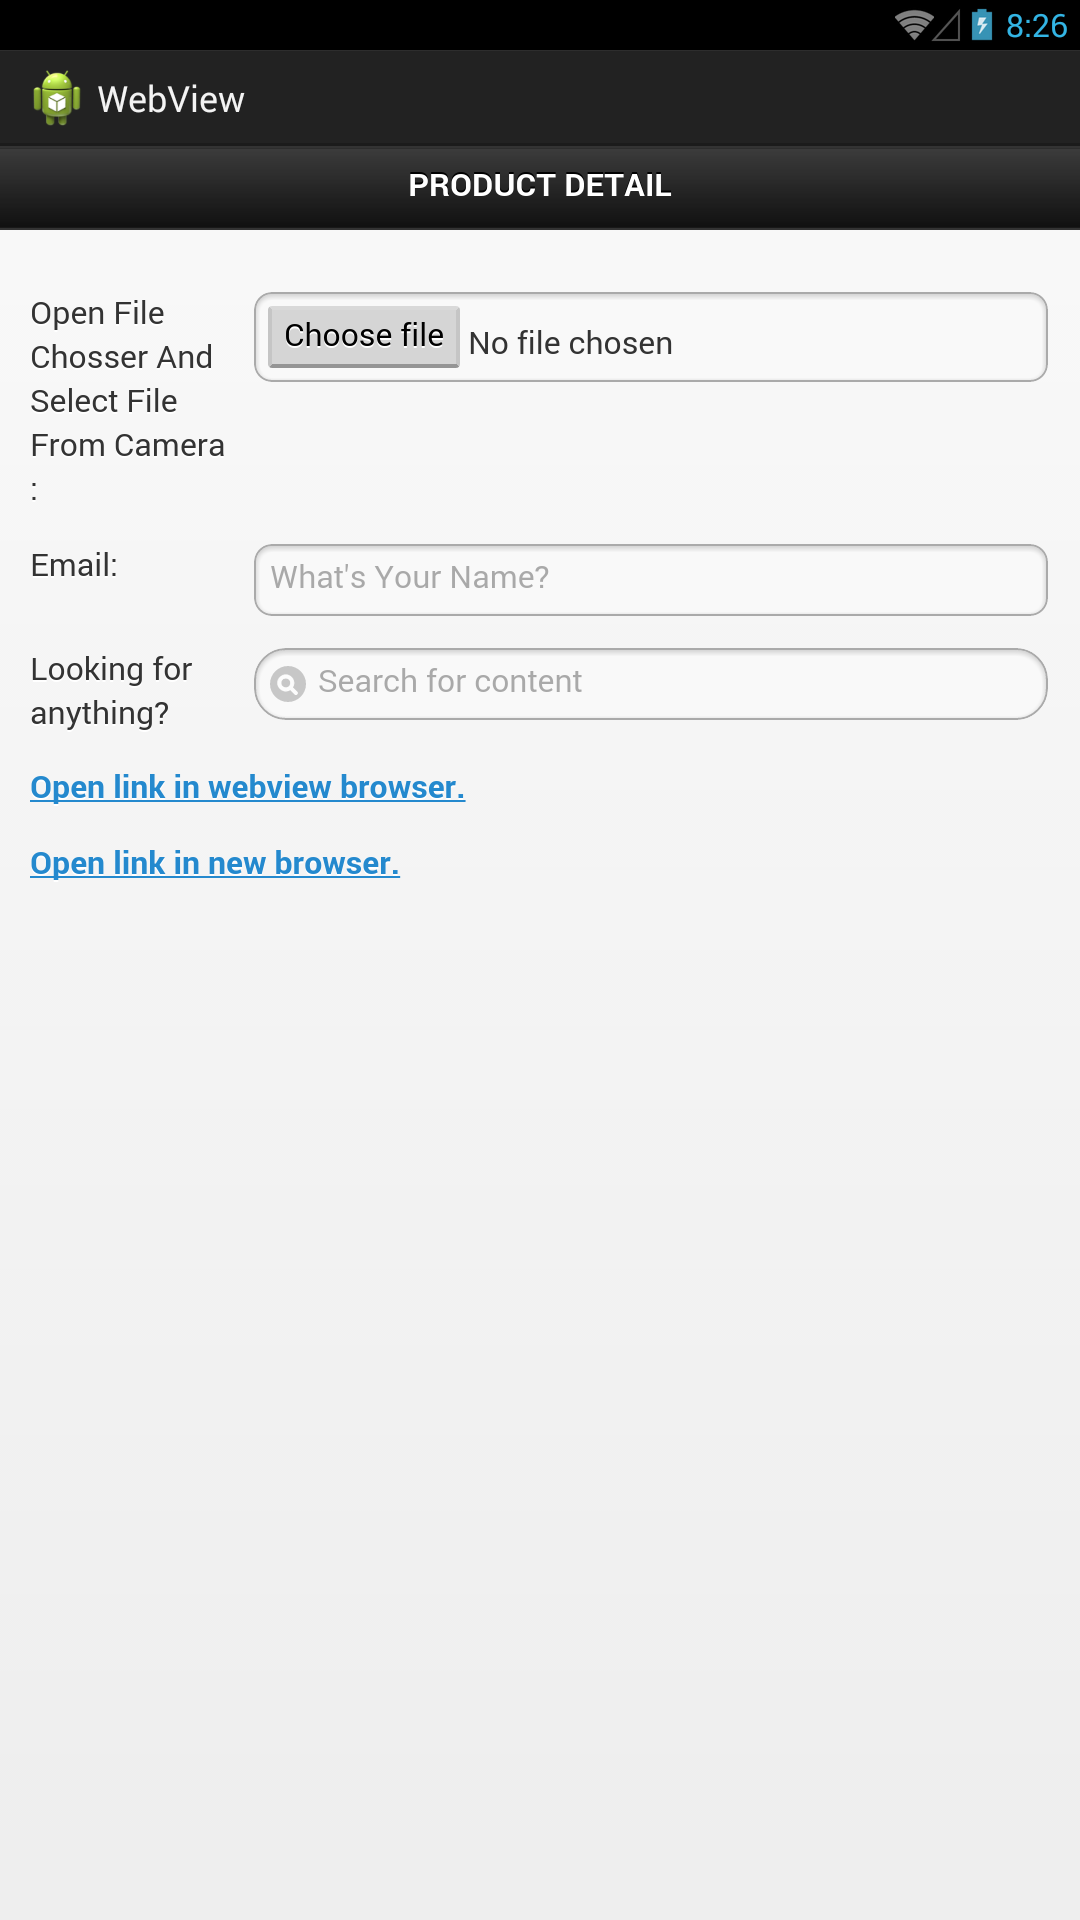 8:26
WebView
PRODUCT DETAIL
Open File
Chosser And
Select File
From Camera
:
Choose file No file chosen
Email:
What's Your Name?
Looking for
anything?
Search for content
Open link in webview browser.
Open link in new browser.